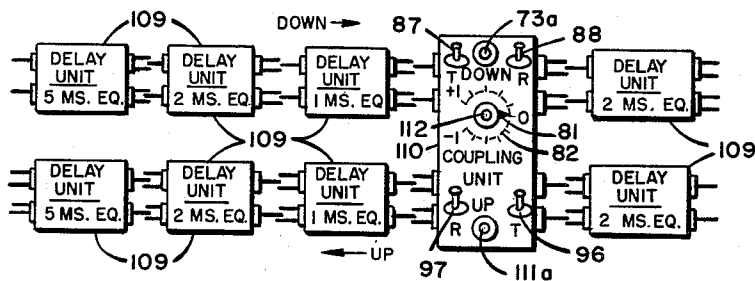 109
DOWN →
87
73a
88
DELAY UNIT 5 MS. EQ.
DELAY UNIT 2 MS. EQ.
DELAY UNIT 1 MS. EQ.
T
DOWN
R
DELAY UNIT 2 MS. EQ.
+1
0
-1
112
110
81
82
109
109
COUPLING
UNIT
DELAY UNIT 5 MS. EQ.
DELAY UNIT 2 MS. EQ.
DELAY UNIT 1 MS. EQ.
UP
R
T
DELAY UNIT 2 MS. EQ.
109
← UP
97
111a
96